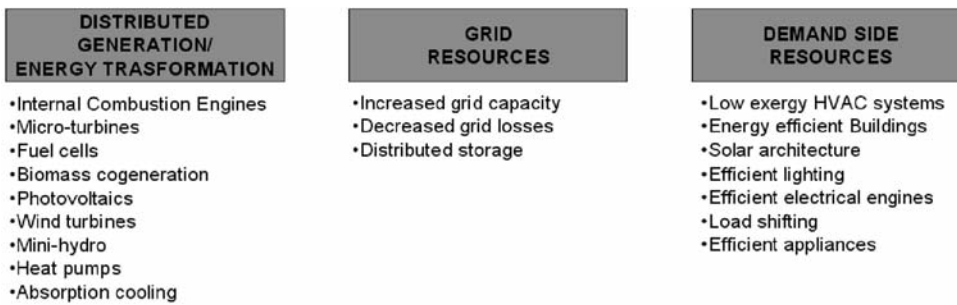 DISTRIBUTED
GENERATION/
ENERGY TRASFORMATION
•Internal Combustion Engines
•Micro-turbines
•Fuel cells
•Biomass cogeneration
•Photovoltaics
•Wind turbines
•Mini-hydro
•Heat pumps
•Absorption cooling
GRID
RESOURCES
•Increased grid capacity
•Decreased grid losses
•Distributed storage
DEMAND SIDE
RESOURCES
•Low exergy HVAC systems
•Energy efficient Buildings
•Solar architecture
•Efficient lighting
•Efficient electrical engines
•Load shifting
•Efficient appliances